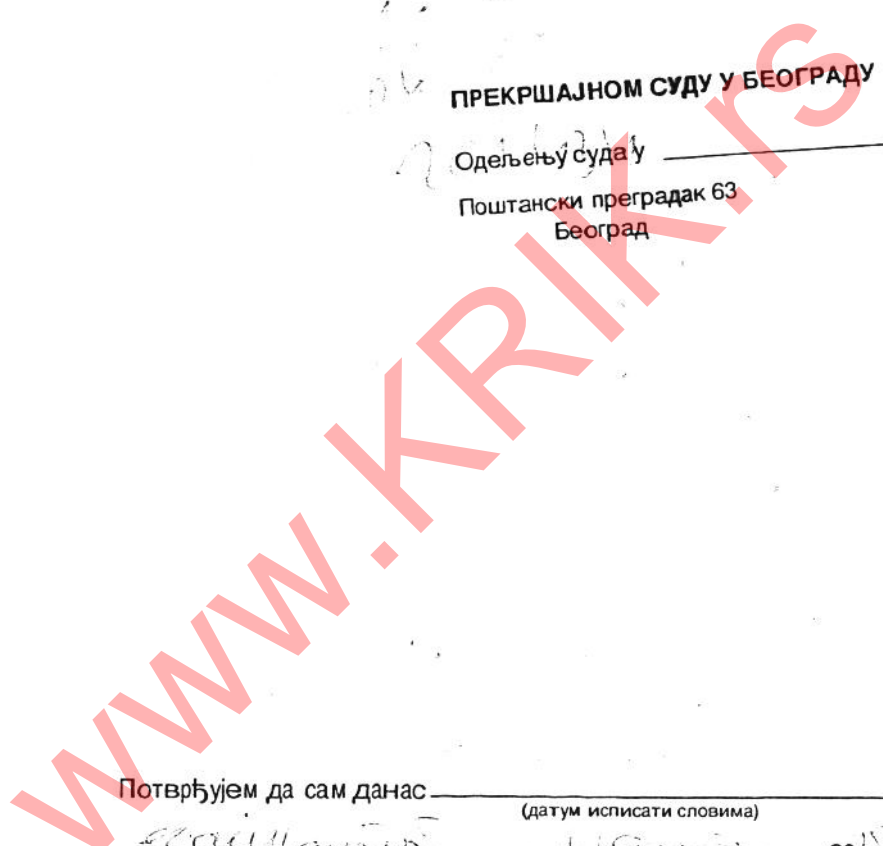 ПРЕКРШАЈНОМ СУДУ У БЕОГРАДУ
Одељењу суда у
Поштански преградак 63
Београд
www.KRIK.rs
Потврђујем да сам данас
(датум исписати словима)